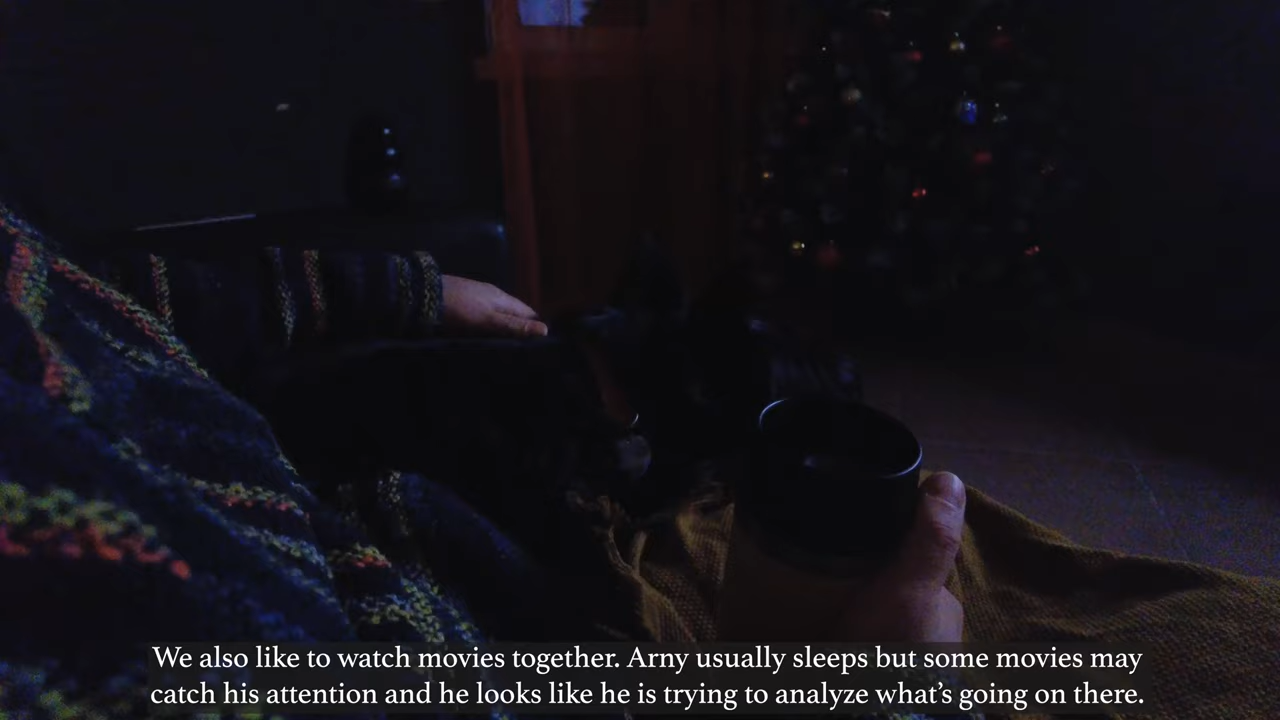 We also like to watch movies together. Arny usually sleeps but some movies may
catch his attention and he looks like he is trying to analyze what’s going on there.